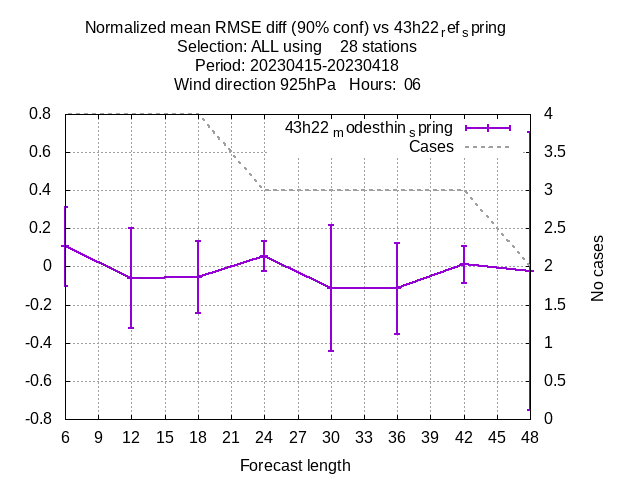 Normalized mean RMSE diff (90% conf) vs 43h22refspring
Selection: ALL using 28 stations
Period: 20230415-20230418
Wind direction 925hPa Hours: 06
43h22modesthinspring
Cases
0.8
0.6
0.4
0.2
0
-0.2
-0.4
-0.6
-0.8
4
3.5
3
2.5
2
1.5
1
0.5
0
No cases
6 9 12 15 18 21 24 27 30 33 36 39 42 45 48
Forecast length